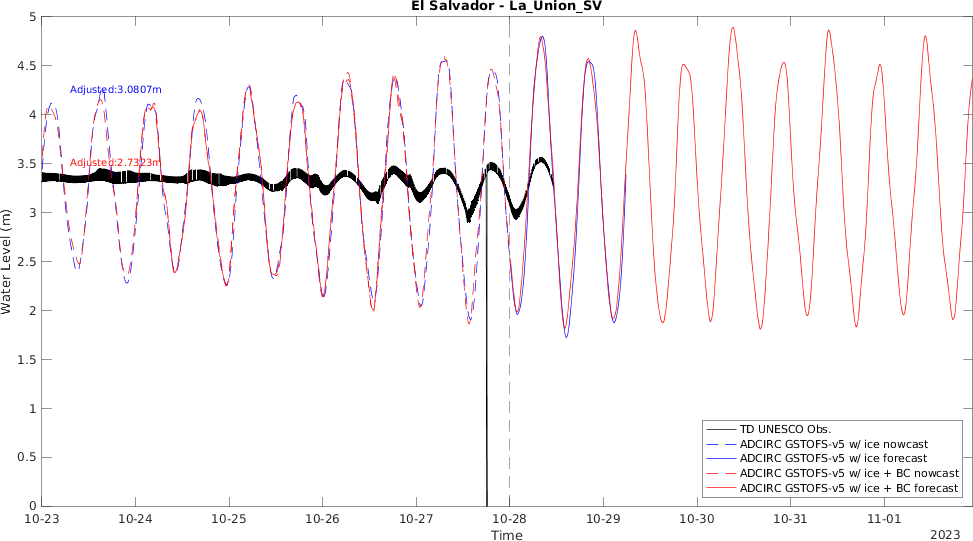 El Salvador - La_Union_SV
Water Level (m)
5
4.5
4
3.5
3
2.5
2
1.5
1
0.5
0
Adjusted:3.0807m
Adjusted:2.7323m
TD UNESCO Obs.
ADCIRC GSTOFS-v5 w/ ice nowcast
ADCIRC GSTOFS-v5 w/ ice forecast
ADCIRC GSTOFS-v5 w/ ice + BC nowcast
ADCIRC GSTOFS-v5 w/ ice + BC forecast
10-23 10-24 10-25 10-26 10-27 10-28 10-29 10-30 10-31 11-01
Time
2023